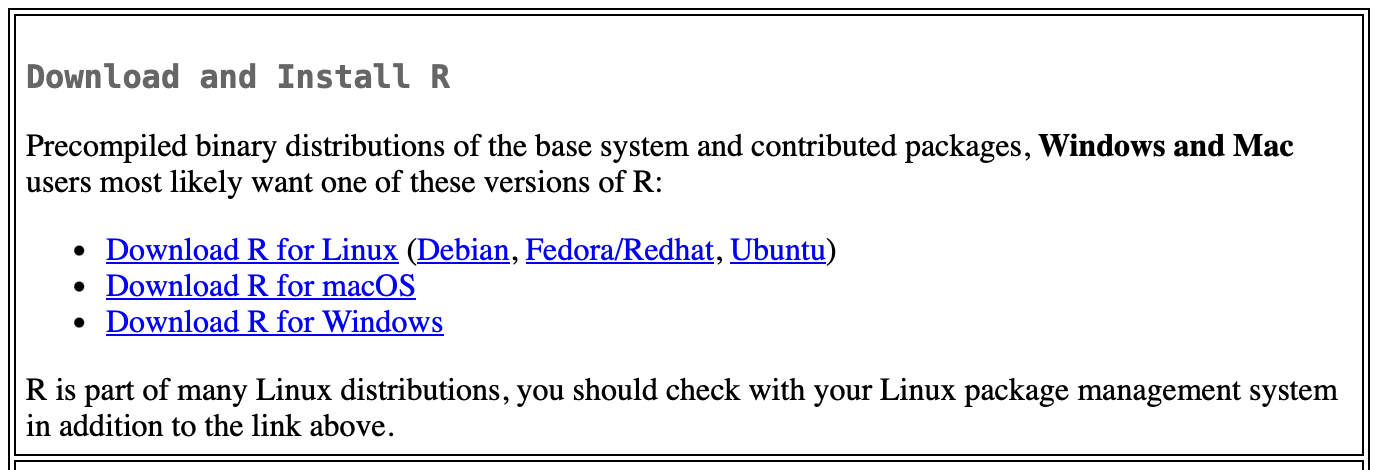 Download and Install R
Precompiled binary distributions of the base system and contributed packages, Windows and Mac
users most likely want one of these versions of R:
• Download R for Linux (Debian, Fedora/Redhat, Ubuntu)
• Download R for macOS
• Download R for Windows
R is part of many Linux distributions, you should check with your Linux package management system
in addition to the link above.